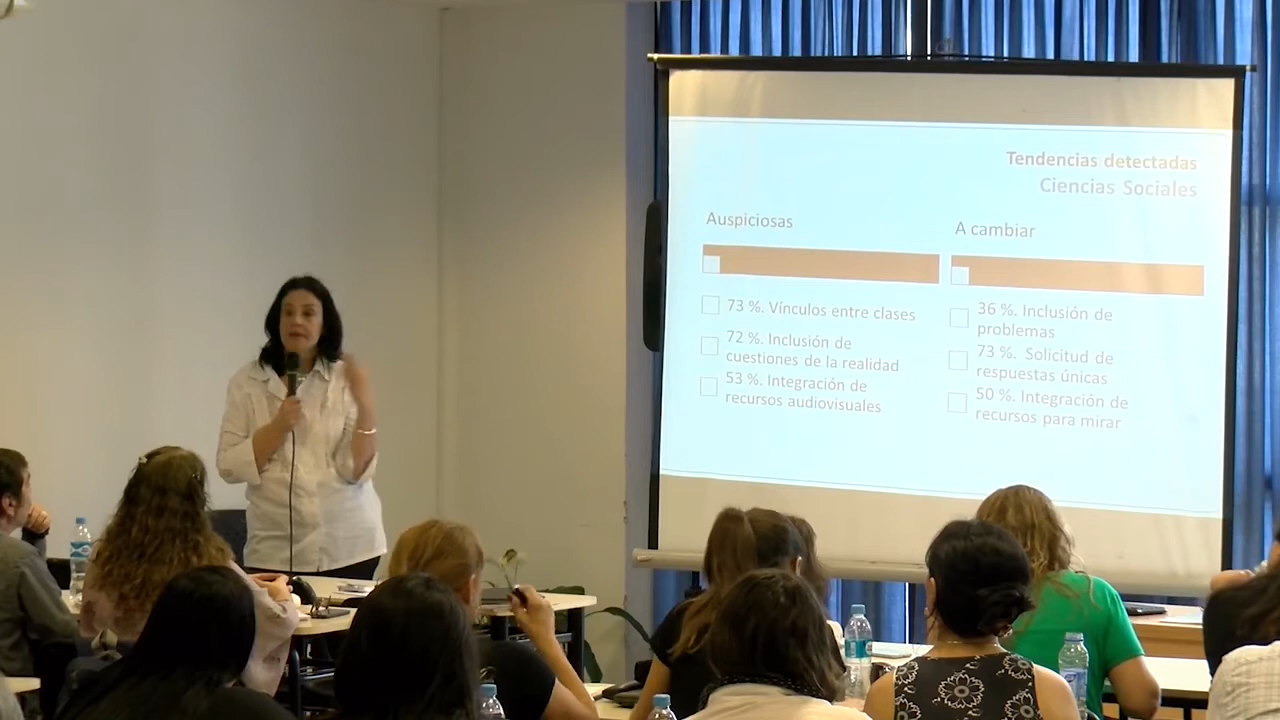 Tendencias detectadas
Ciencias Sociales
Auspiciosas
73 %. Vínculos entre clases
72 %. Inclusión de
cuestiones de la realidad
53 %. Integración de
recursos audiovisuales
A cambiar
36 %. Inclusión de
problemas
73 %. Solicitud de
respuestas únicas
50 %. Integración de
recursos para mirar